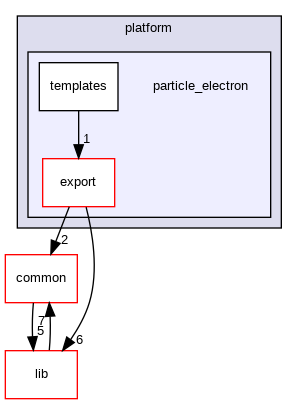 platform
templates
particle_electron
1
export
2
common
7
5
6
lib